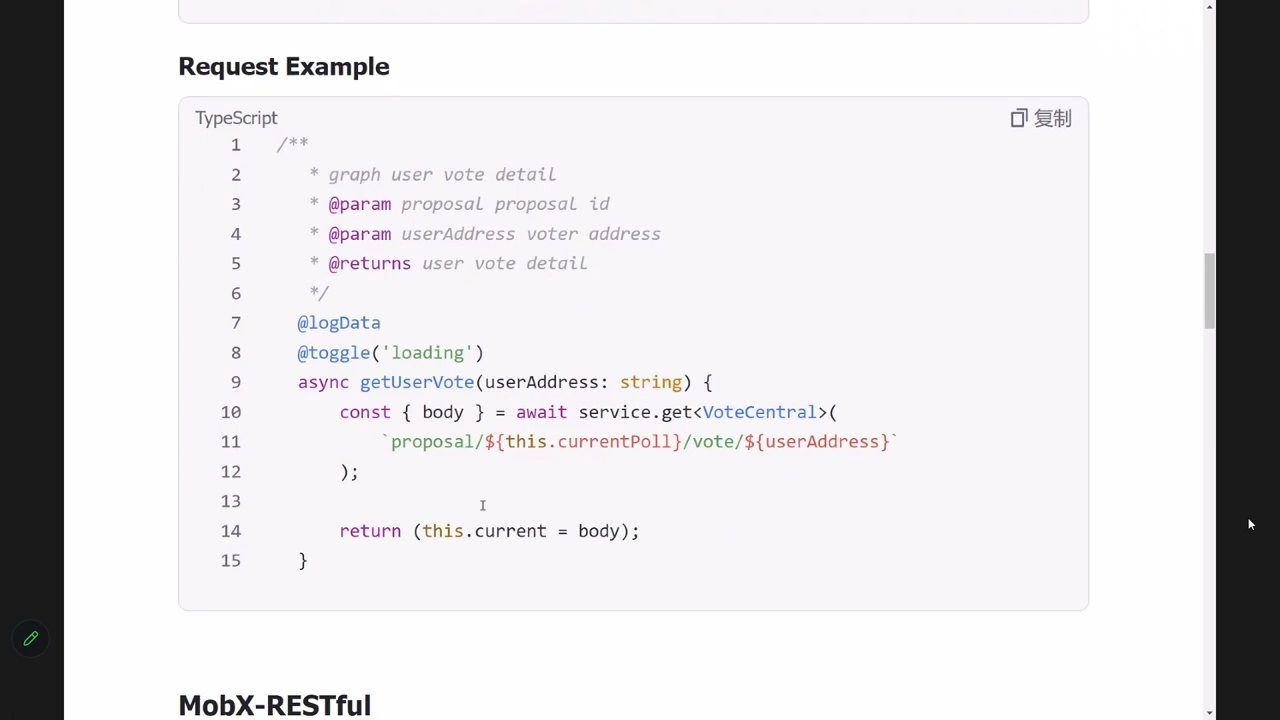 Request Example
TypeScript 复制
1 /**
2 * graph user vote detail
3 * @param proposal proposal id
4 * @param userAddress voter address
5 * @returns user vote detail
6 */
7 @logData
8 @toggle('loading')
9 async getUserVote(userAddress: string) {
10 const { body } = await service.get<VoteCentral>(
11 `proposal/${this.currentPoll}/vote/${userAddress}`
12 );
13
14 return (this.current = body);
15 }
MobX-RESTful